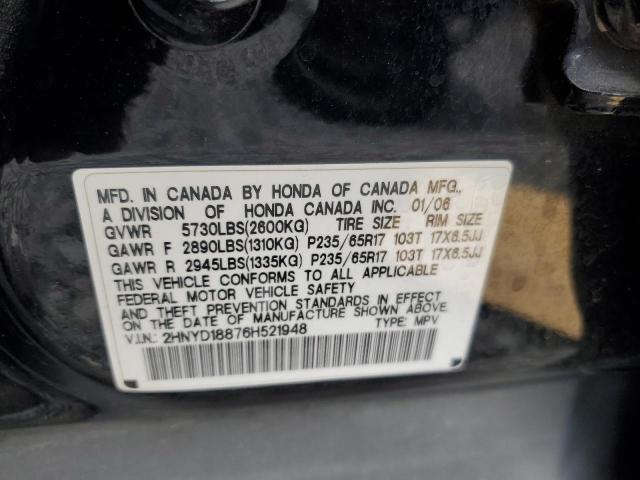 MFD. IN CANADA BY HONDA OF CANADA MFG.,
A DIVISION OF HONDA CANADA INC. 01/06
GVWR 5730LBS(2600KG) TIRE SIZE RIM SIZE
GAWR F 2890LBS(1310KG) P235/65R17 103T 17X6.5JJ
GAWR R 2945LBS(1335KG) P235/65R17 103T 17X6.5JJ
THIS VEHICLE CONFORMS TO ALL APPLICABLE
FEDERAL MOTOR VEHICLE SAFETY
AND THEFT PREVENTION STANDARDS IN EFFECT
ON THE DATE OF MANUFACTURE SHOWN ABOVE.
V.I.N.: 2HNYD18876H521948 TYPE: MPV